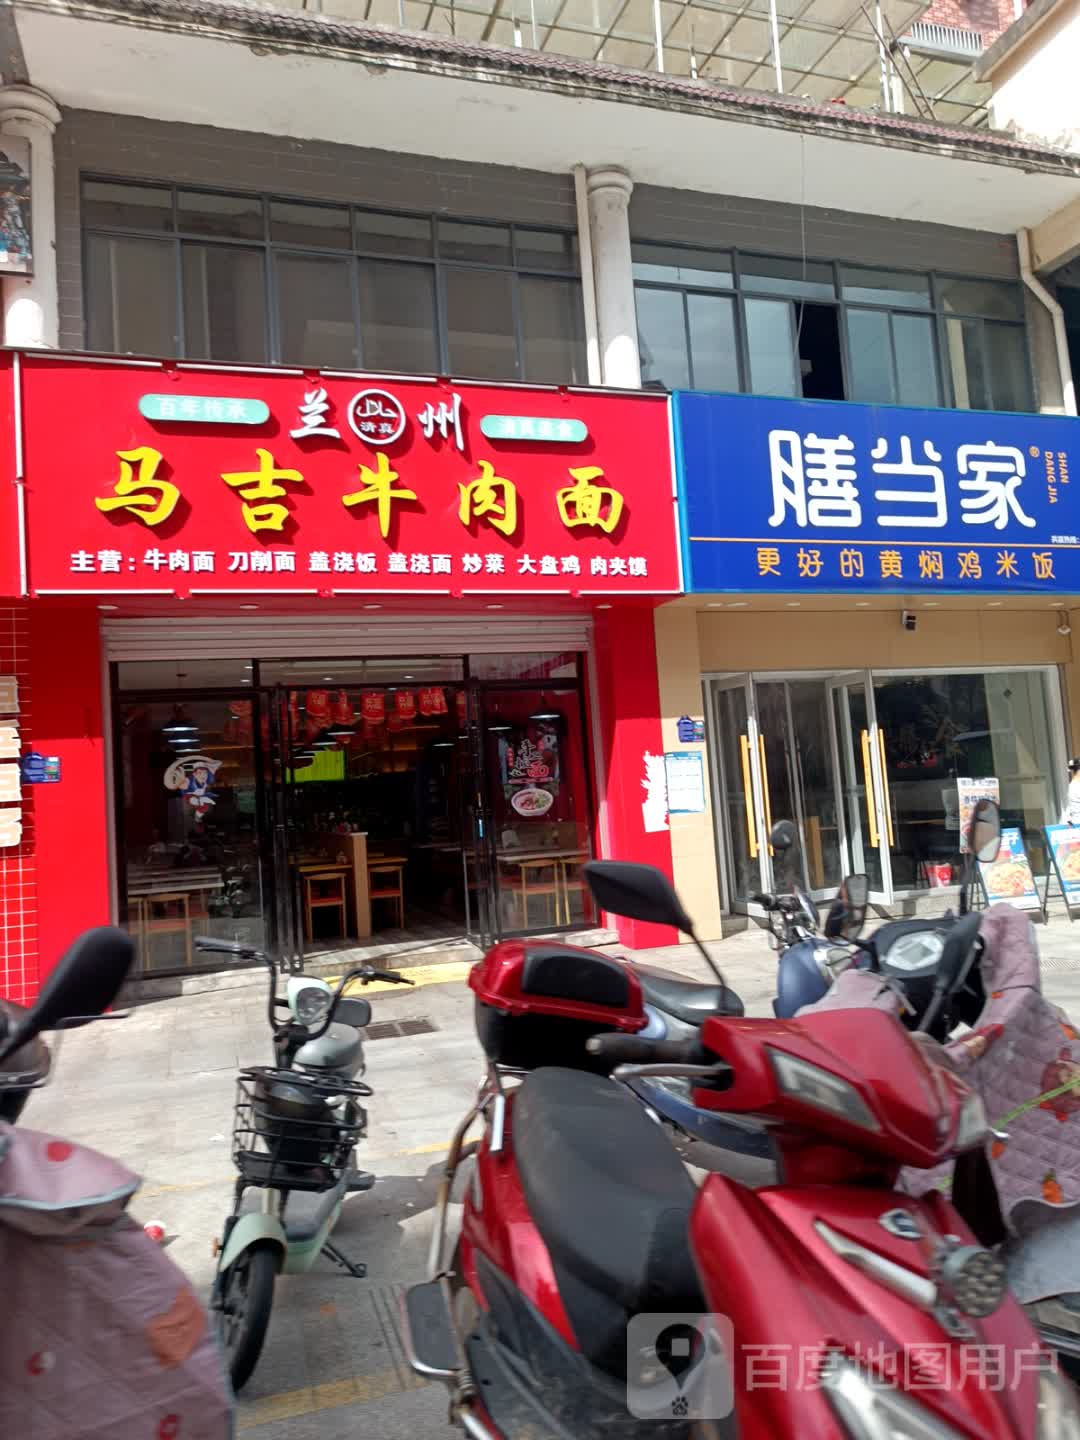 百年传承
兰州
حلال
清真
清真美食
马吉牛肉面
主营：牛肉面 刀削面 盖浇饭 盖浇面 炒菜 大盘鸡 肉夹馍
膳当家®
SHAN
DANG JIA
更好的黄焖鸡米饭
百度地图用户